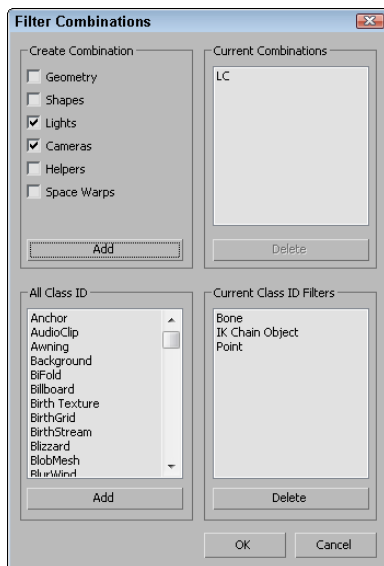 Filter Combinations
Create Combination
Geometry
Shapes
Lights
Cameras
Helpers
Space Warps
Add
Current Combinations
LC
Delete
All Class ID
Anchor
AudioClip
Awning
Background
BiFold
Billboard
Birth Texture
BirthGrid
BirthStream
Blizzard
BlobMesh
BlurWind
Add
Current Class ID Filters
Bone
IK Chain Object
Point
Delete
OK
Cancel